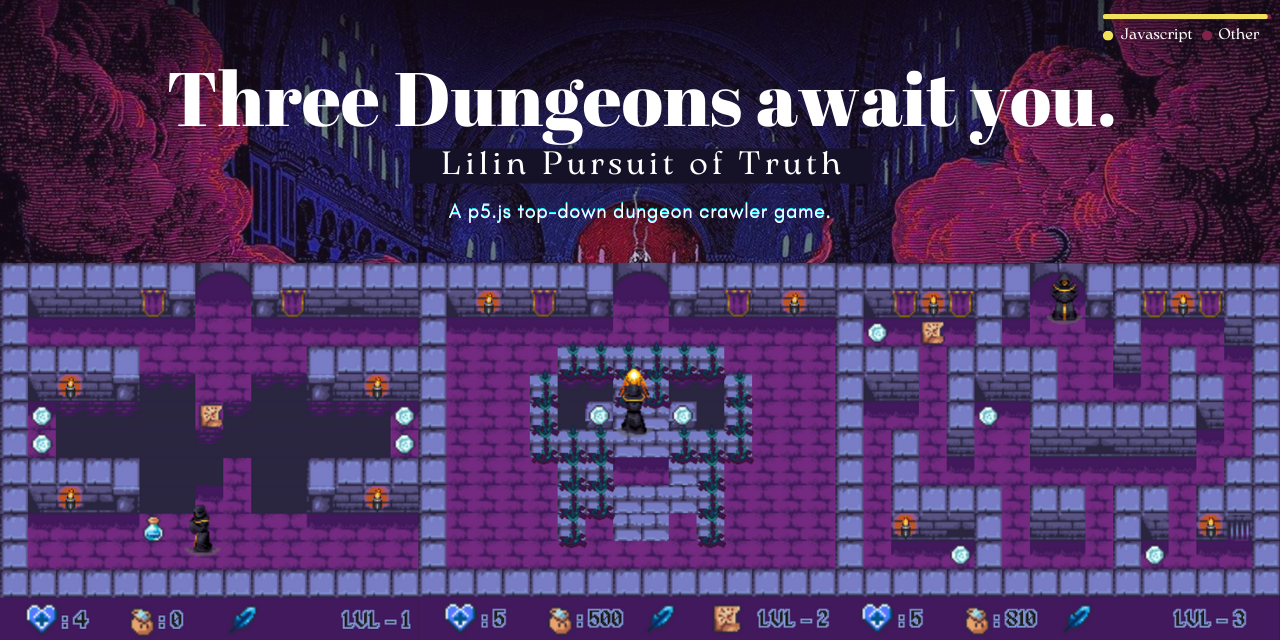 Javascript Other
Three Dungeons await you.
Lilin Pursuit of Truth
A p5.js top-down dungeon crawler game.
:4 :0 LVL-1 :5 :500 LVL-2 :5 :810 LVL-3